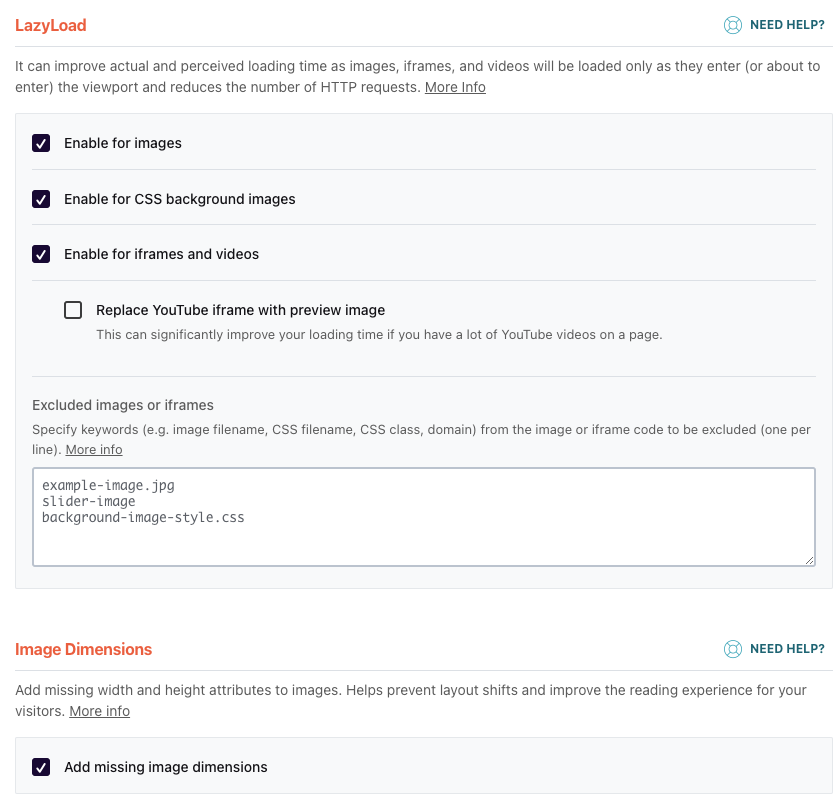 LazyLoad
NEED HELP?
It can improve actual and perceived loading time as images, iframes, and videos will be loaded only as they enter (or about to
enter) the viewport and reduces the number of HTTP requests. More Info
Enable for images
Enable for CSS background images
Enable for iframes and videos
Replace YouTube iframe with preview image
This can significantly improve your loading time if you have a lot of YouTube videos on a page.
Excluded images or iframes
Specify keywords (e.g. image filename, CSS filename, CSS class, domain) from the image or iframe code to be excluded (one per
line). More info
example-image.jpg
slider-image
background-image-style.css
Image Dimensions
NEED HELP?
Add missing width and height attributes to images. Helps prevent layout shifts and improve the reading experience for your
visitors. More info
Add missing image dimensions